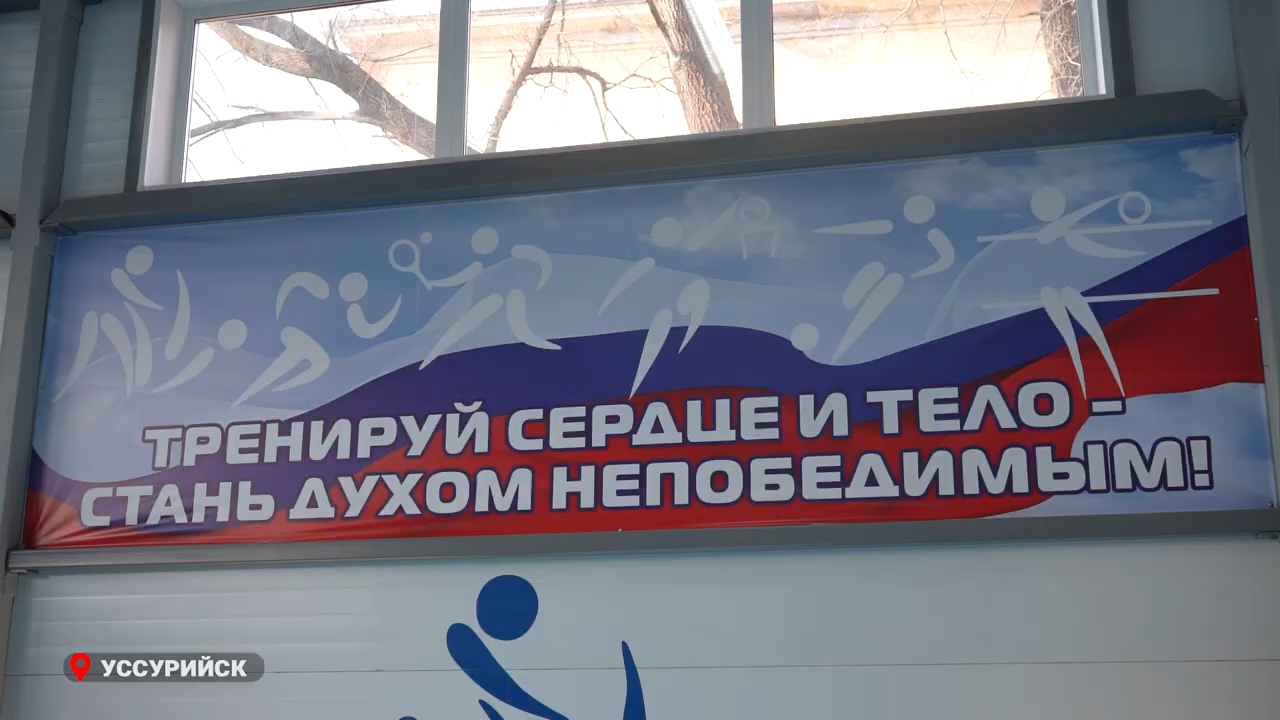 ТРЕНИРУЙ СЕРДЦЕ И ТЕЛО –
СТАНЬ ДУХОМ НЕПОБЕДИМЫМ!
УССУРИЙСК